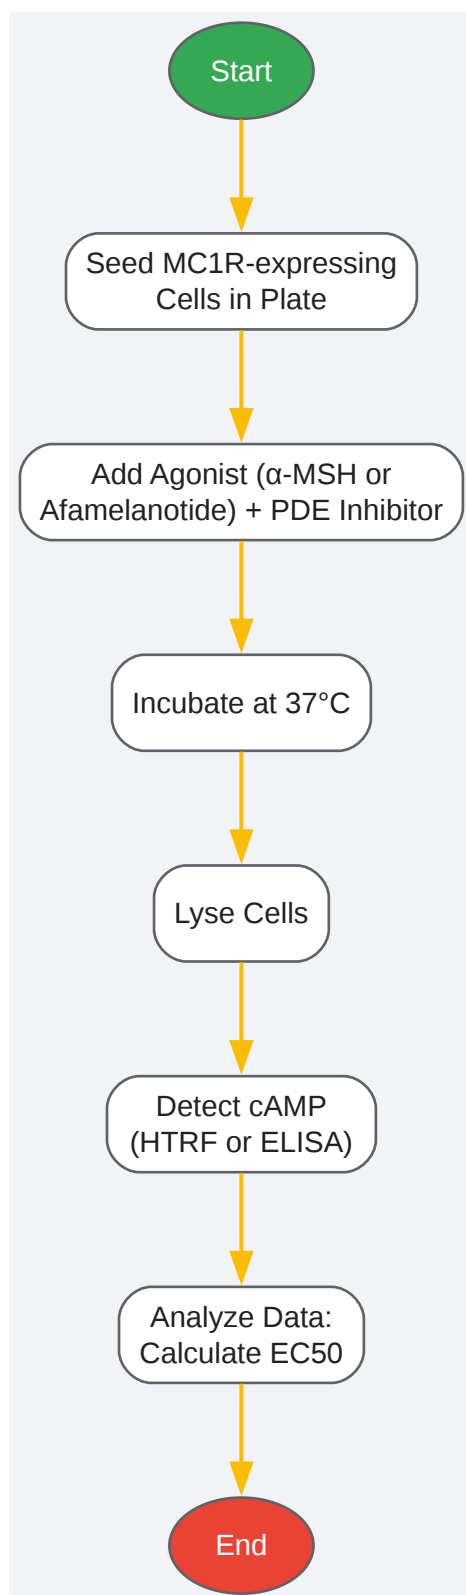 Start
Seed MC1R-expressing
Cells in Plate
Add Agonist (α-MSH or
Afamelanotide) + PDE Inhibitor
Incubate at 37°C
Lyse Cells
Detect cAMP
(HTRF or ELISA)
Analyze Data:
Calculate EC50
End